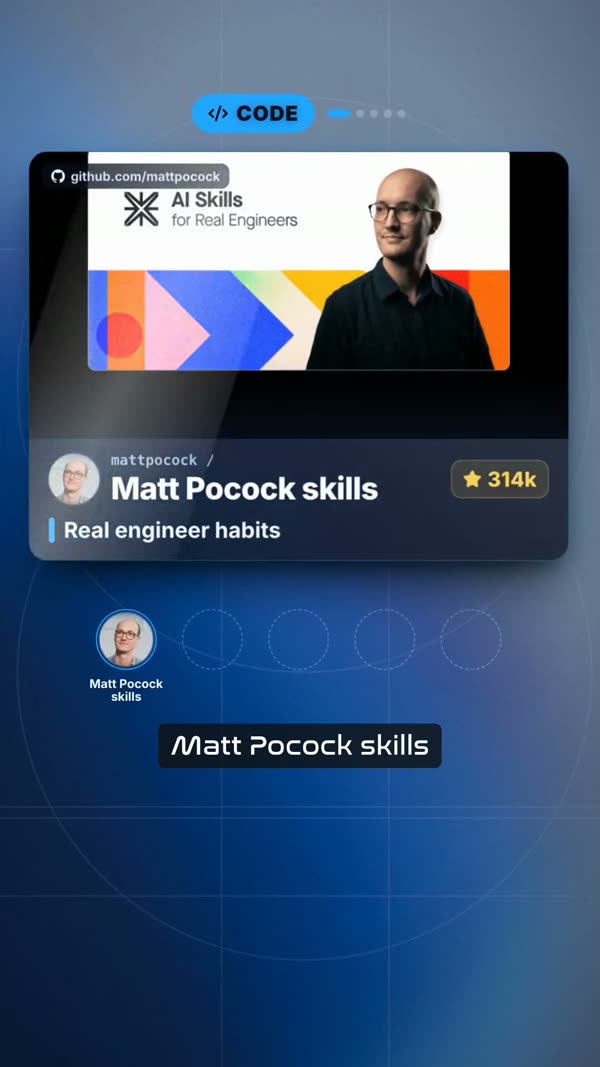 </> CODE
github.com/mattpocock
AI Skills
for Real Engineers
mattpocock /
Matt Pocock skills
314k
Real engineer habits
Matt Pocock
skills
Matt Pocock skills